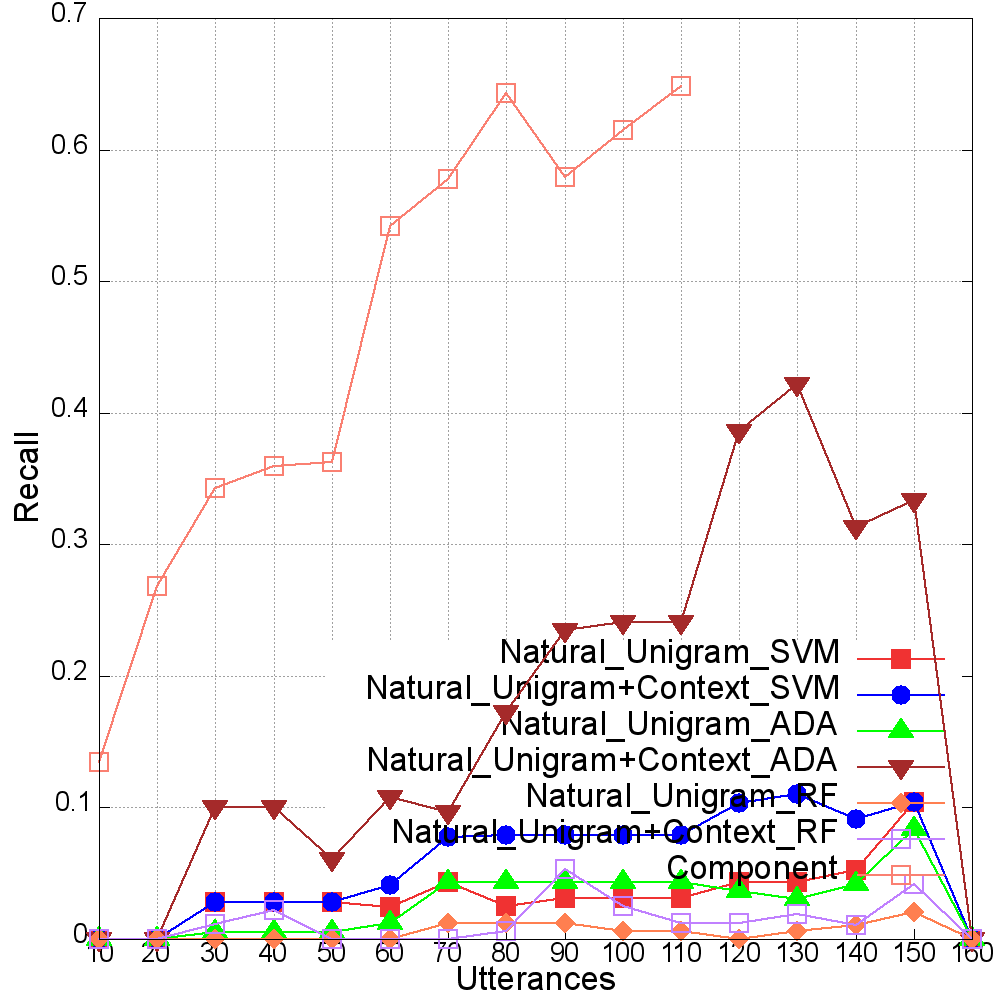 0.7
0.6
0.5
0.4
0.3
0.2
0.1
0
Recall
Natural_Unigram_SVM
Natural_Unigram+Context_SVM
Natural_Unigram_ADA
Natural_Unigram+Context_ADA
Natural_Unigram_RF
Natural_Unigram+Context_RF
Component
10 20 30 40 50 60 70 80 90 100 110 120 130 140 150 160
Utterances